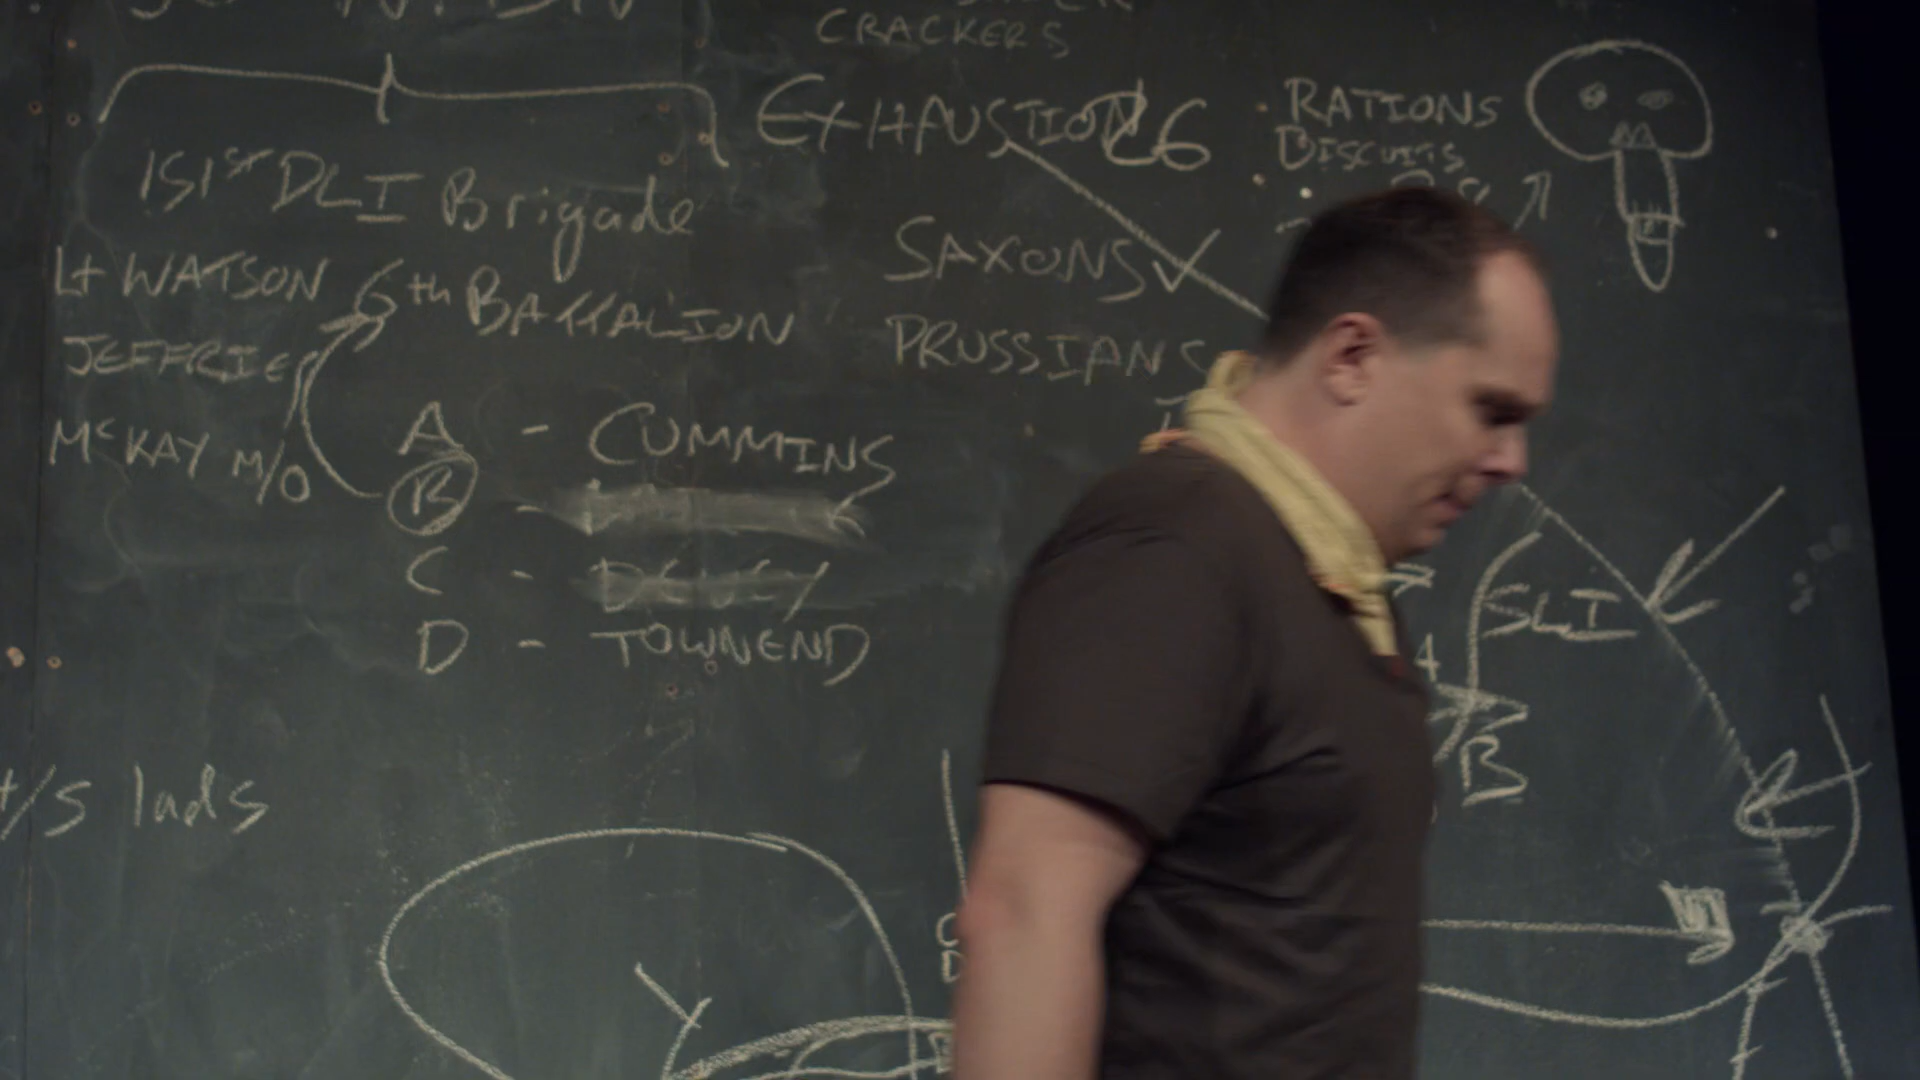 CRACKERS
EXHAUSTION
26
RATIONS
BISCUITS
151st DLI Brigade
Lt WATSON
6th BATTALION
JEFFRIES
McKAY M/O
SAXONS ✓
PRUSSIANS
A - CUMMINS
B -
C -
D - TOWNEND
SLI
A
B
+/S lads
C
D